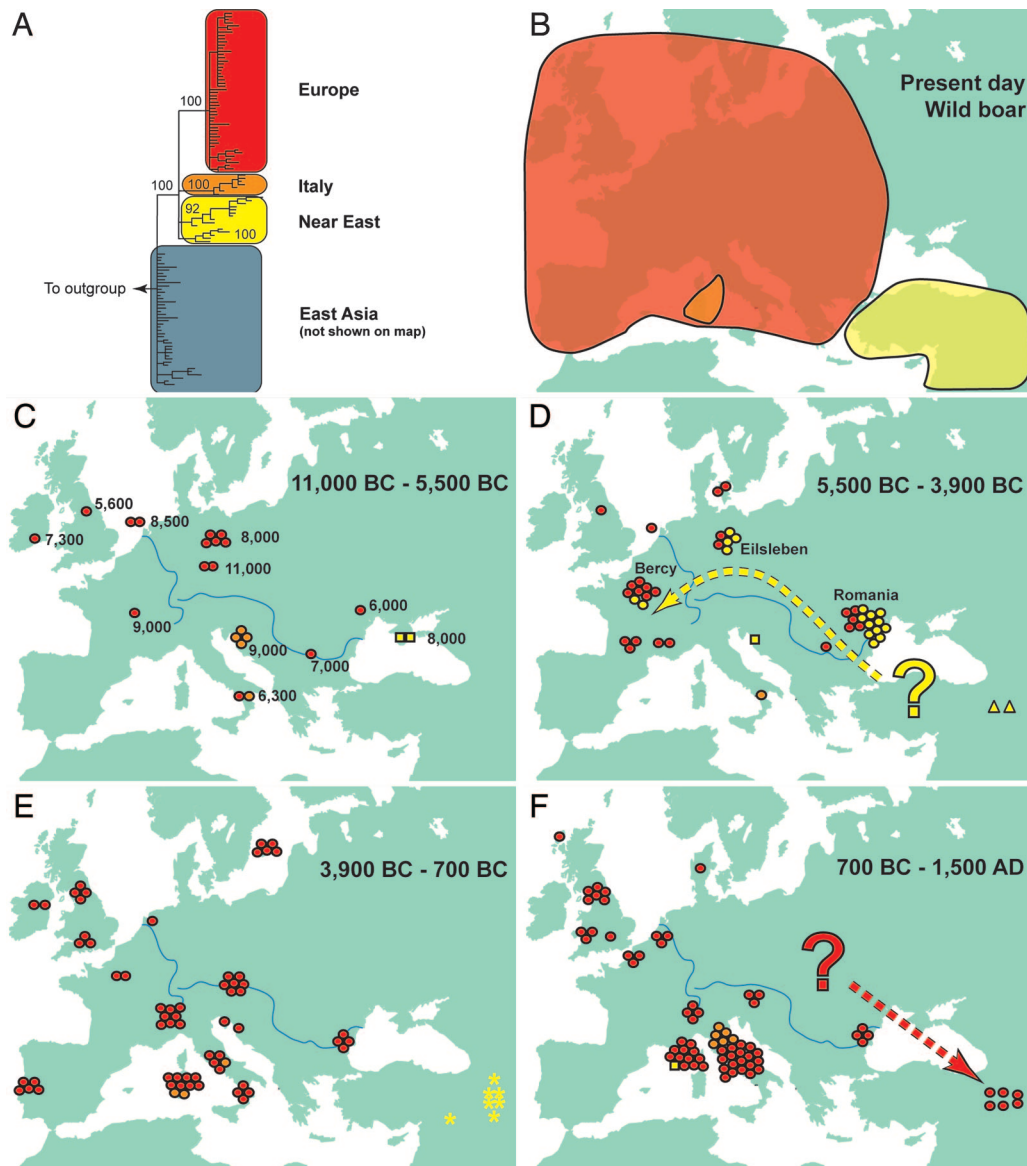 A
100
Europe
100
100
Italy
92
Near East
100
To outgroup
East Asia
(not shown on map)
B
Present day
Wild boar
C
11,000 BC - 5,500 BC
5,600
8,500
7,300
8,000
11,000
9,000
6,000
9,000
8,000
7,000
6,300
D
5,500 BC - 3,900 BC
Eilsleben
Bercy
Romania
?
E
3,900 BC - 700 BC
F
700 BC - 1,500 AD
?